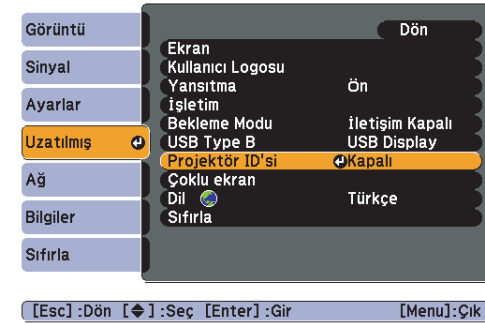 Görüntü
Sinyal
Ayarlar
Uzatılmış
Ağ
Bilgiler
Sıfırla
Dön
Ekran
Kullanıcı Logosu
Yansıtma Ön
İşletim
Bekleme Modu İletişim Kapalı
USB Type B USB Display
Projektör ID'si Kapalı
Çoklu ekran
Dil Türkçe
Sıfırla
[Esc] :Dön [◆] :Seç [Enter] :Gir [Menu]:Çık